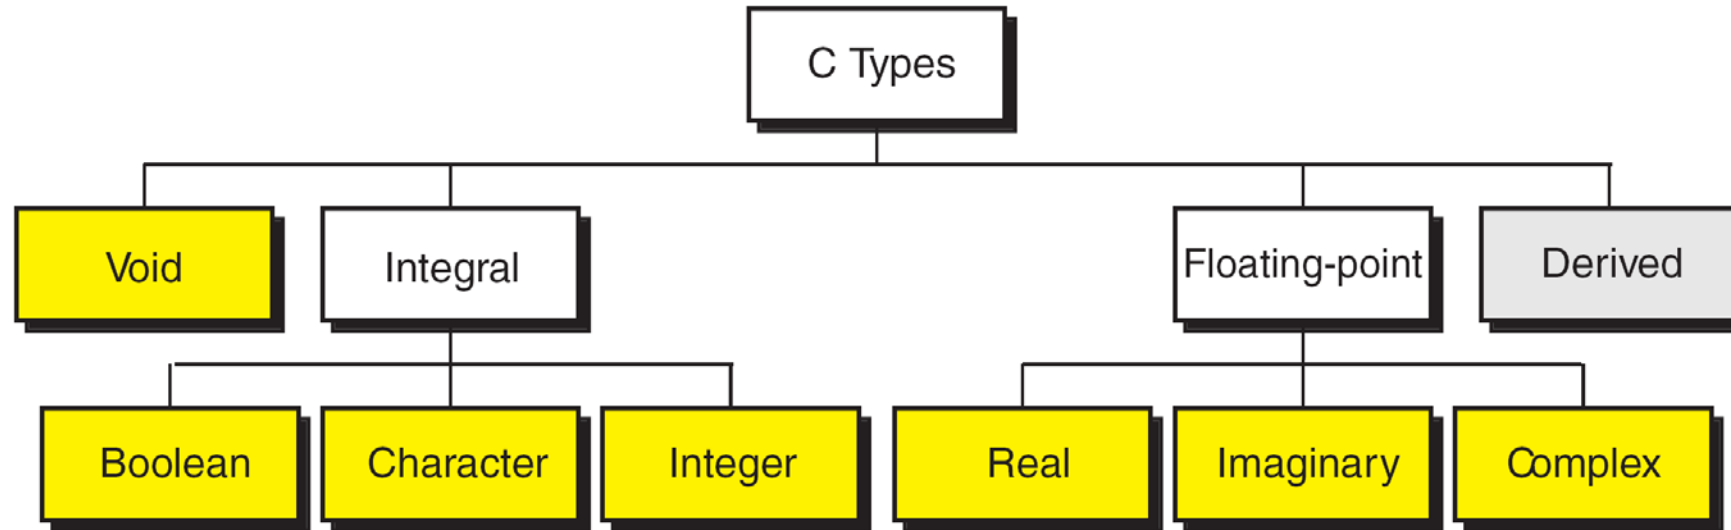 C Types
Void
Integral
Floating-point
Derived
Boolean
Character
Integer
Real
Imaginary
Complex